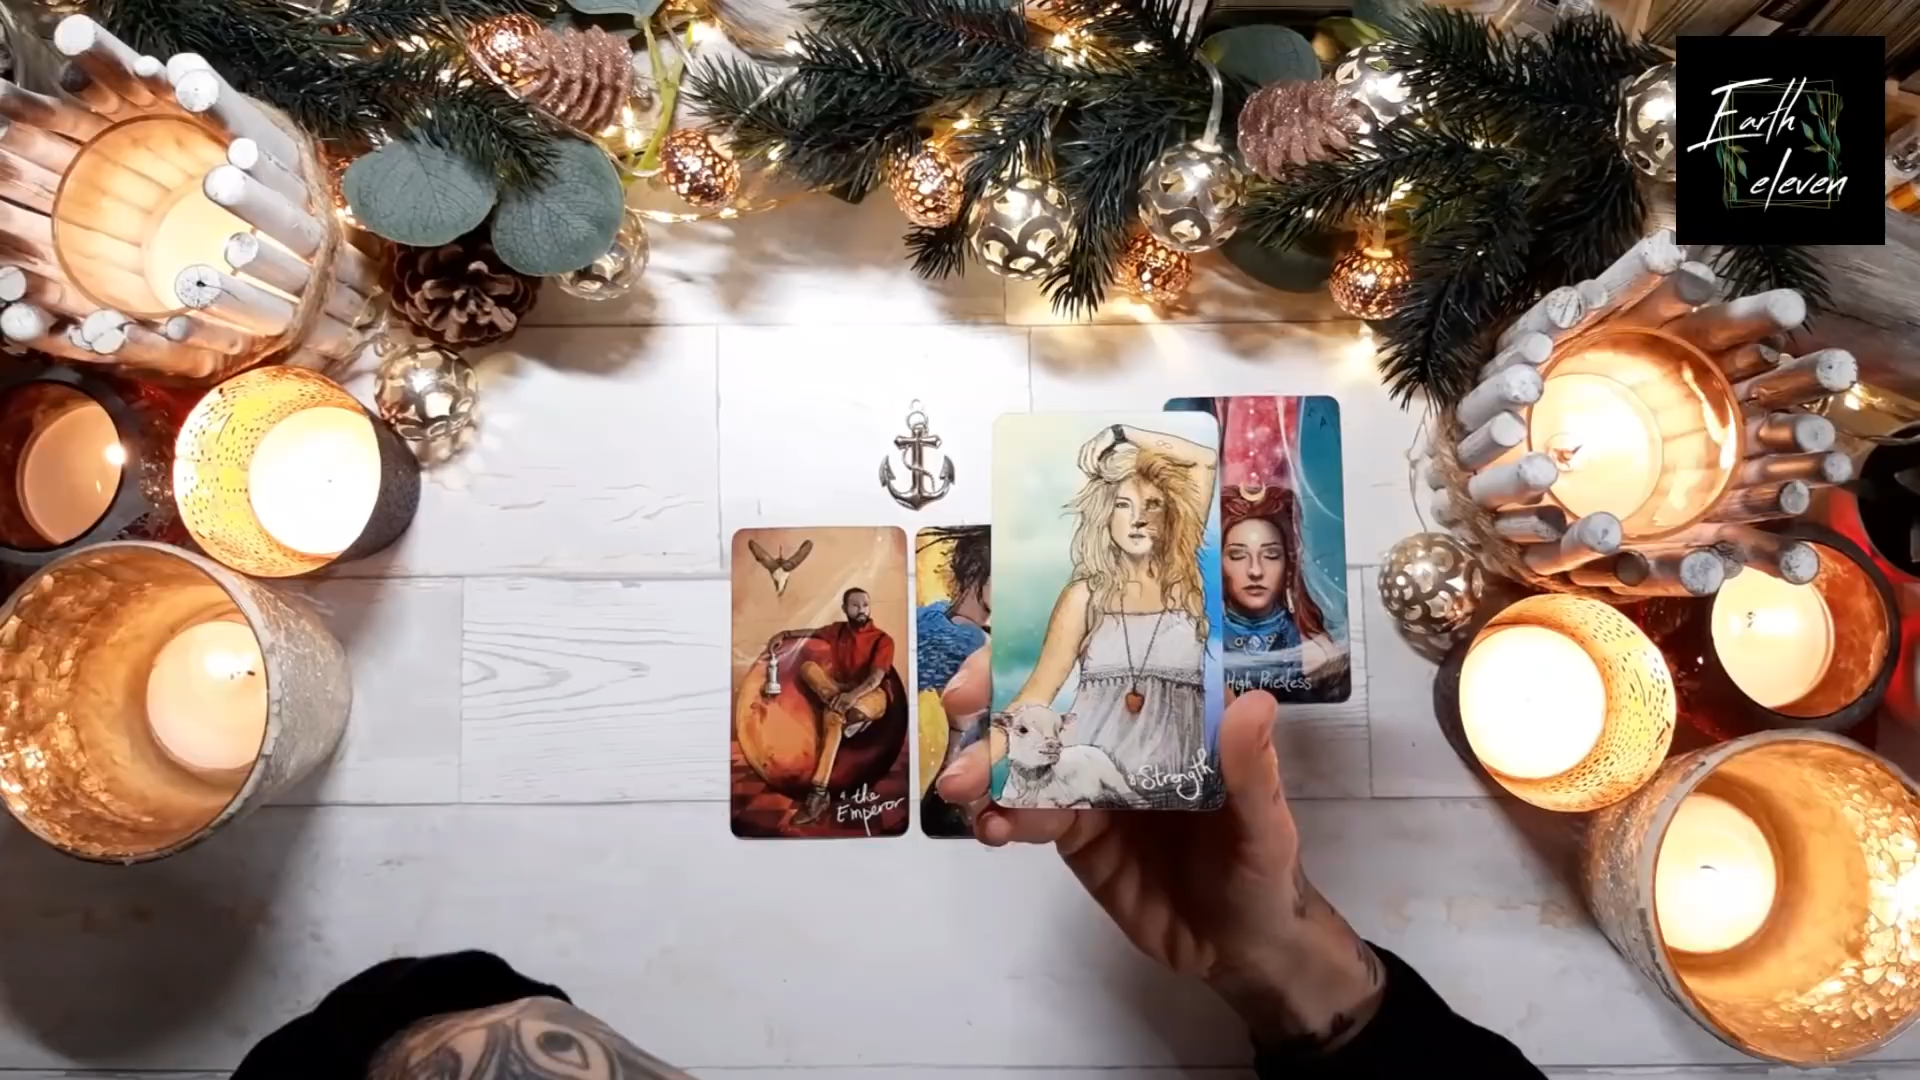 Earth
eleven
High Priestess
8 Strength
4 the
Emperor